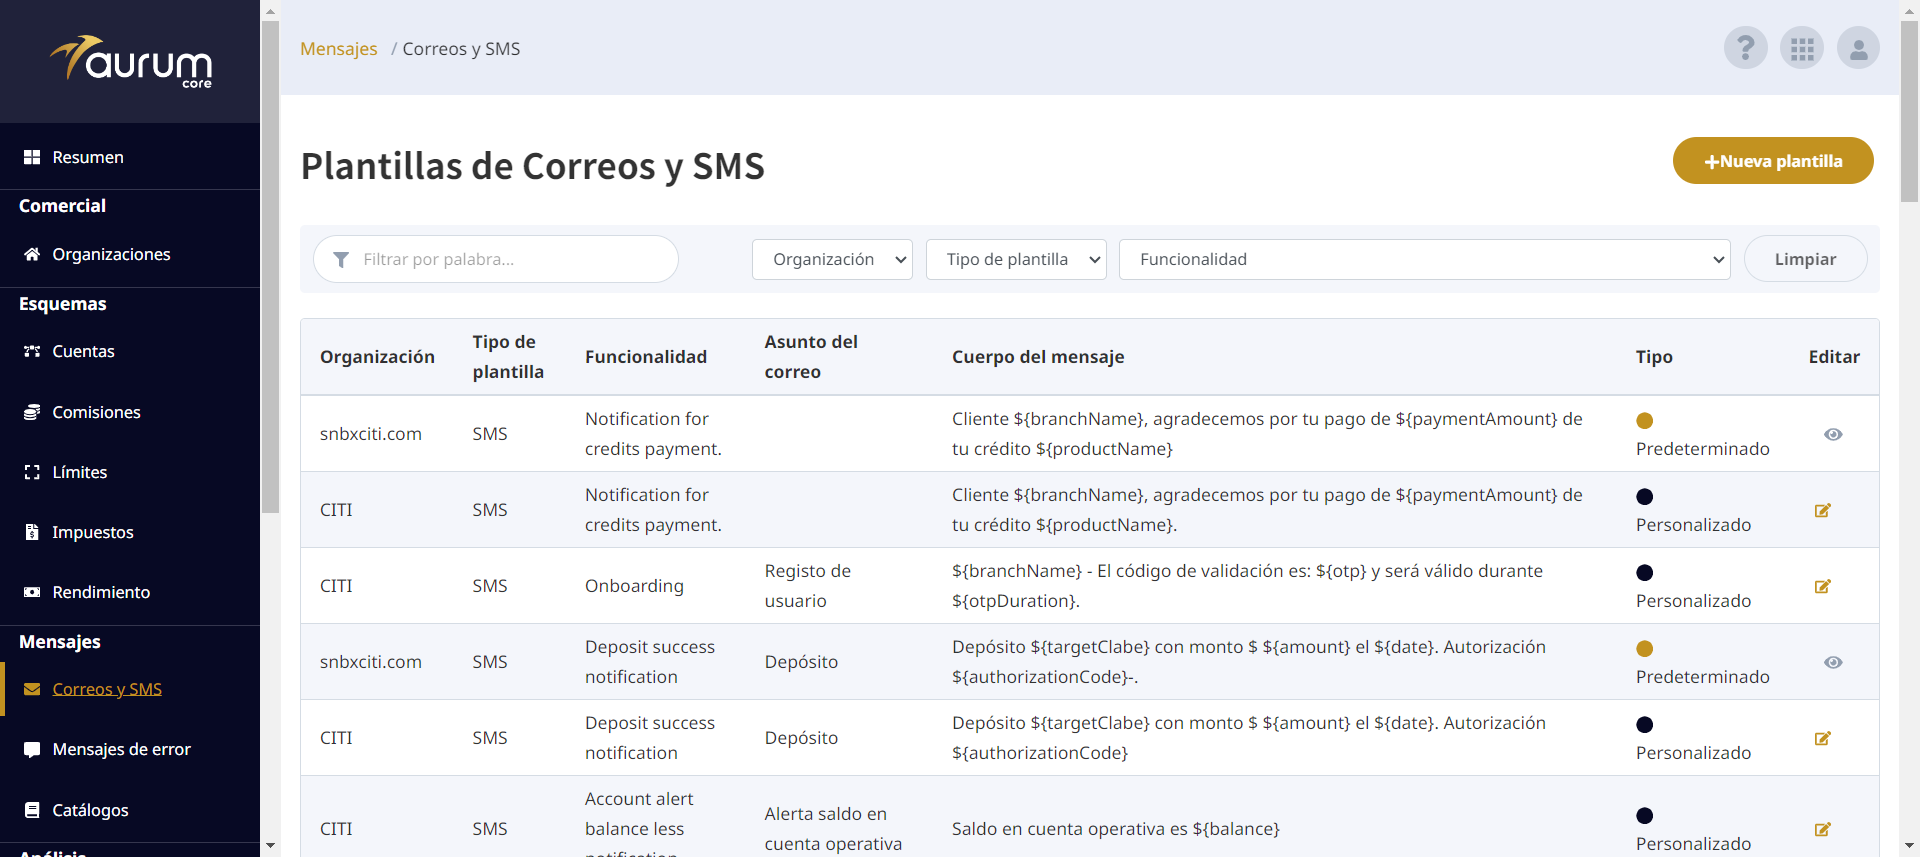 aurum
core
Resumen
Comercial
Organizaciones
Esquemas
Cuentas
Comisiones
Límites
Impuestos
Rendimiento
Mensajes
Correos y SMS
Mensajes de error
Catálogos
Análisis
Mensajes / Correos y SMS
?
Plantillas de Correos y SMS
+Nueva plantilla
Filtrar por palabra...
Organización
Tipo de plantilla
Funcionalidad
Limpiar
Organización
Tipo de
plantilla
Funcionalidad
Asunto del
correo
Cuerpo del mensaje
Tipo
Editar
snbxciti.com
SMS
Notification for
credits payment.
Cliente ${branchName}, agradecemos por tu pago de ${paymentAmount} de
tu crédito ${productName}
Predeterminado
CITI
SMS
Notification for
credits payment.
Cliente ${branchName}, agradecemos por tu pago de ${paymentAmount} de
tu crédito ${productName}.
Personalizado
CITI
SMS
Onboarding
Registo de
usuario
${branchName} - El código de validación es: ${otp} y será válido durante
${otpDuration}.
Personalizado
snbxciti.com
SMS
Deposit success
notification
Depósito
Depósito ${targetClabe} con monto $ ${amount} el ${date}. Autorización
${authorizationCode}-.
Predeterminado
CITI
SMS
Deposit success
notification
Depósito
Depósito ${targetClabe} con monto $ ${amount} el ${date}. Autorización
${authorizationCode}
Personalizado
CITI
SMS
Account alert
balance less
notification
Alerta saldo en
cuenta operativa
Saldo en cuenta operativa es ${balance}
Personalizado